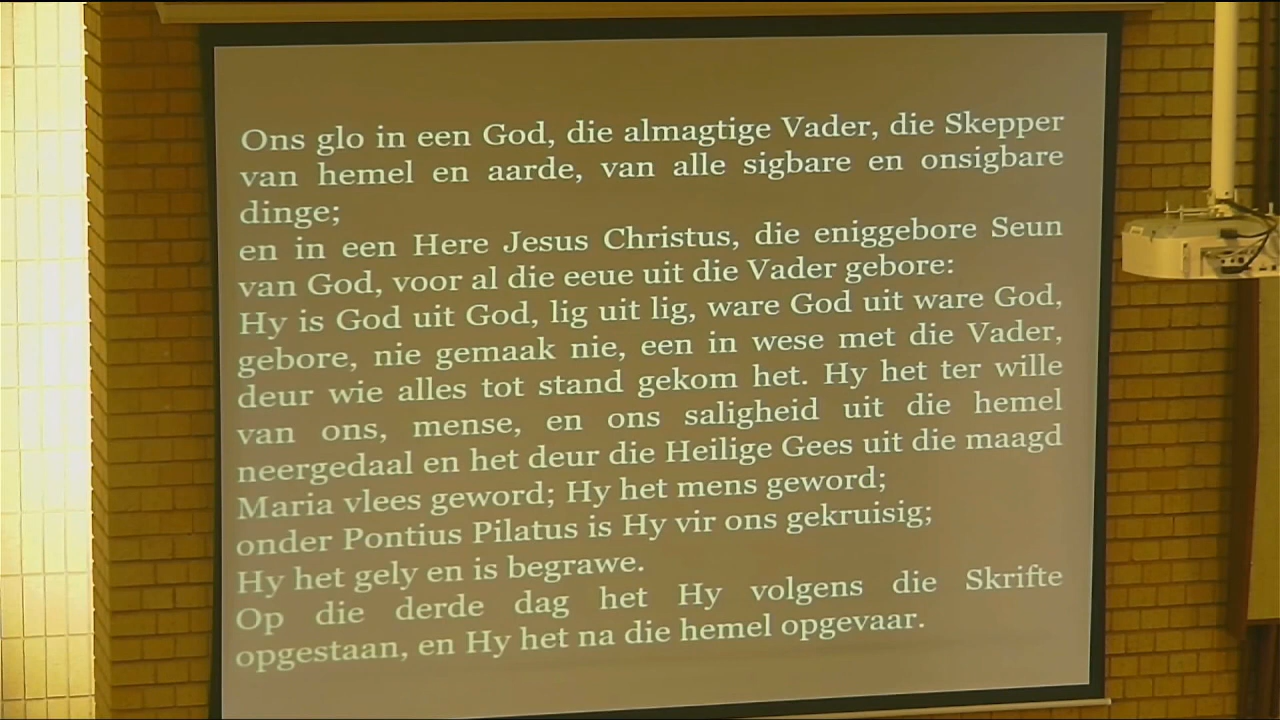 Ons glo in een God, die almagtige Vader, die Skepper
van hemel en aarde, van alle sigbare en onsigbare
dinge;
en in een Here Jesus Christus, die eniggebore Seun
van God, voor al die eeue uit die Vader gebore:
Hy is God uit God, lig uit lig, ware God uit ware God,
gebore, nie gemaak nie, een in wese met die Vader,
deur wie alles tot stand gekom het. Hy het ter wille
van ons, mense, en ons saligheid uit die hemel
neergedaal en het deur die Heilige Gees uit die maagd
Maria vlees geword; Hy het mens geword;
onder Pontius Pilatus is Hy vir ons gekruisig;
Hy het gely en is begrawe.
Op die derde dag het Hy volgens die Skrifte
opgestaan, en Hy het na die hemel opgevaar.